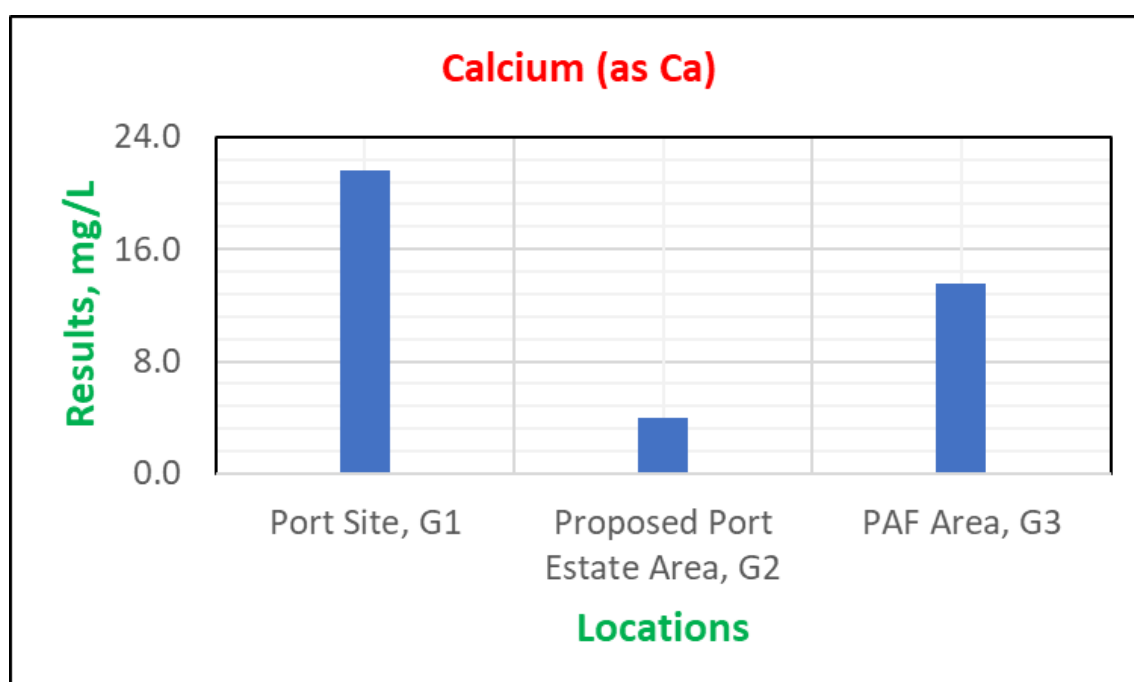 Calcium (as Ca)
Results, mg/L
24.0
16.0
8.0
0.0
Port Site, G1
Proposed Port
Estate Area, G2
PAF Area, G3
Locations